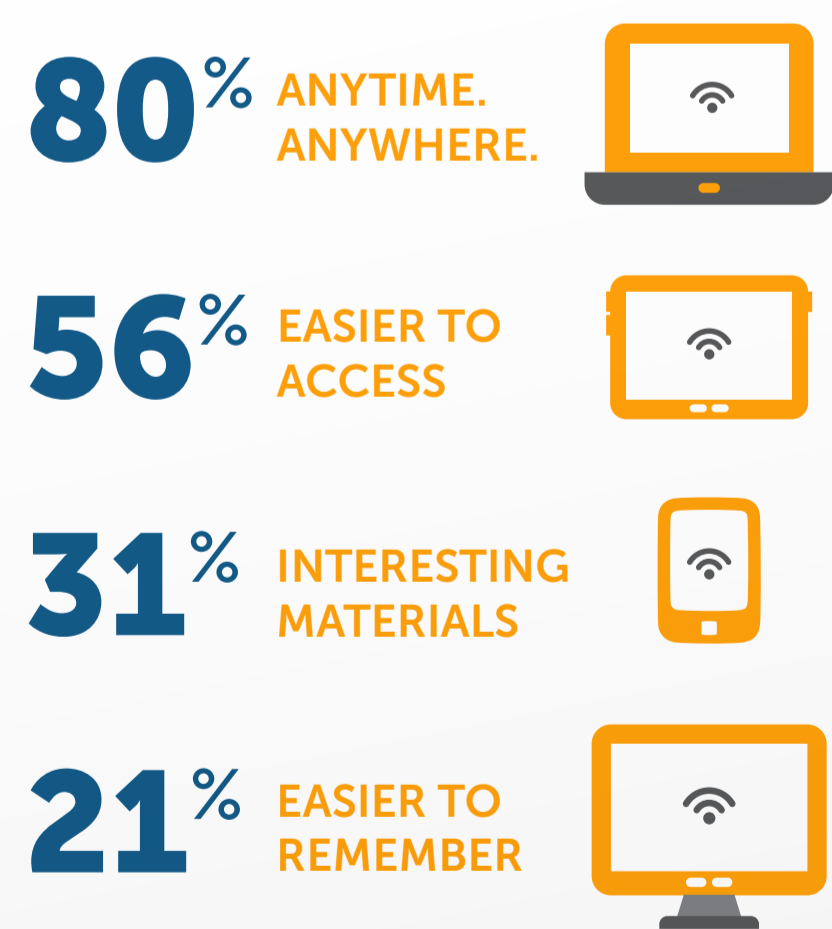 80% ANYTIME.
ANYWHERE.
56% EASIER TO
ACCESS
31% INTERESTING
MATERIALS
21% EASIER TO
REMEMBER